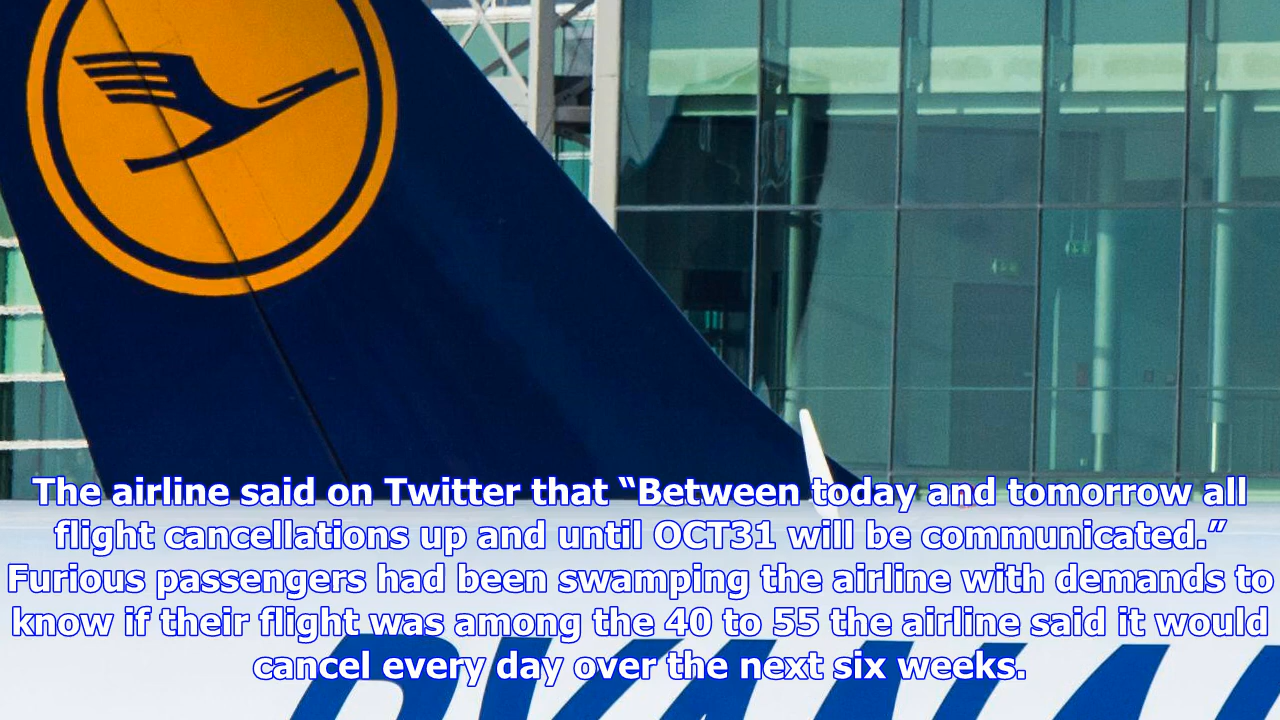 The airline said on Twitter that “Between today and tomorrow all
flight cancellations up and until OCT31 will be communicated.”
Furious passengers had been swamping the airline with demands to
know if their flight was among the 40 to 55 the airline said it would
cancel every day over the next six weeks.
RYANAI